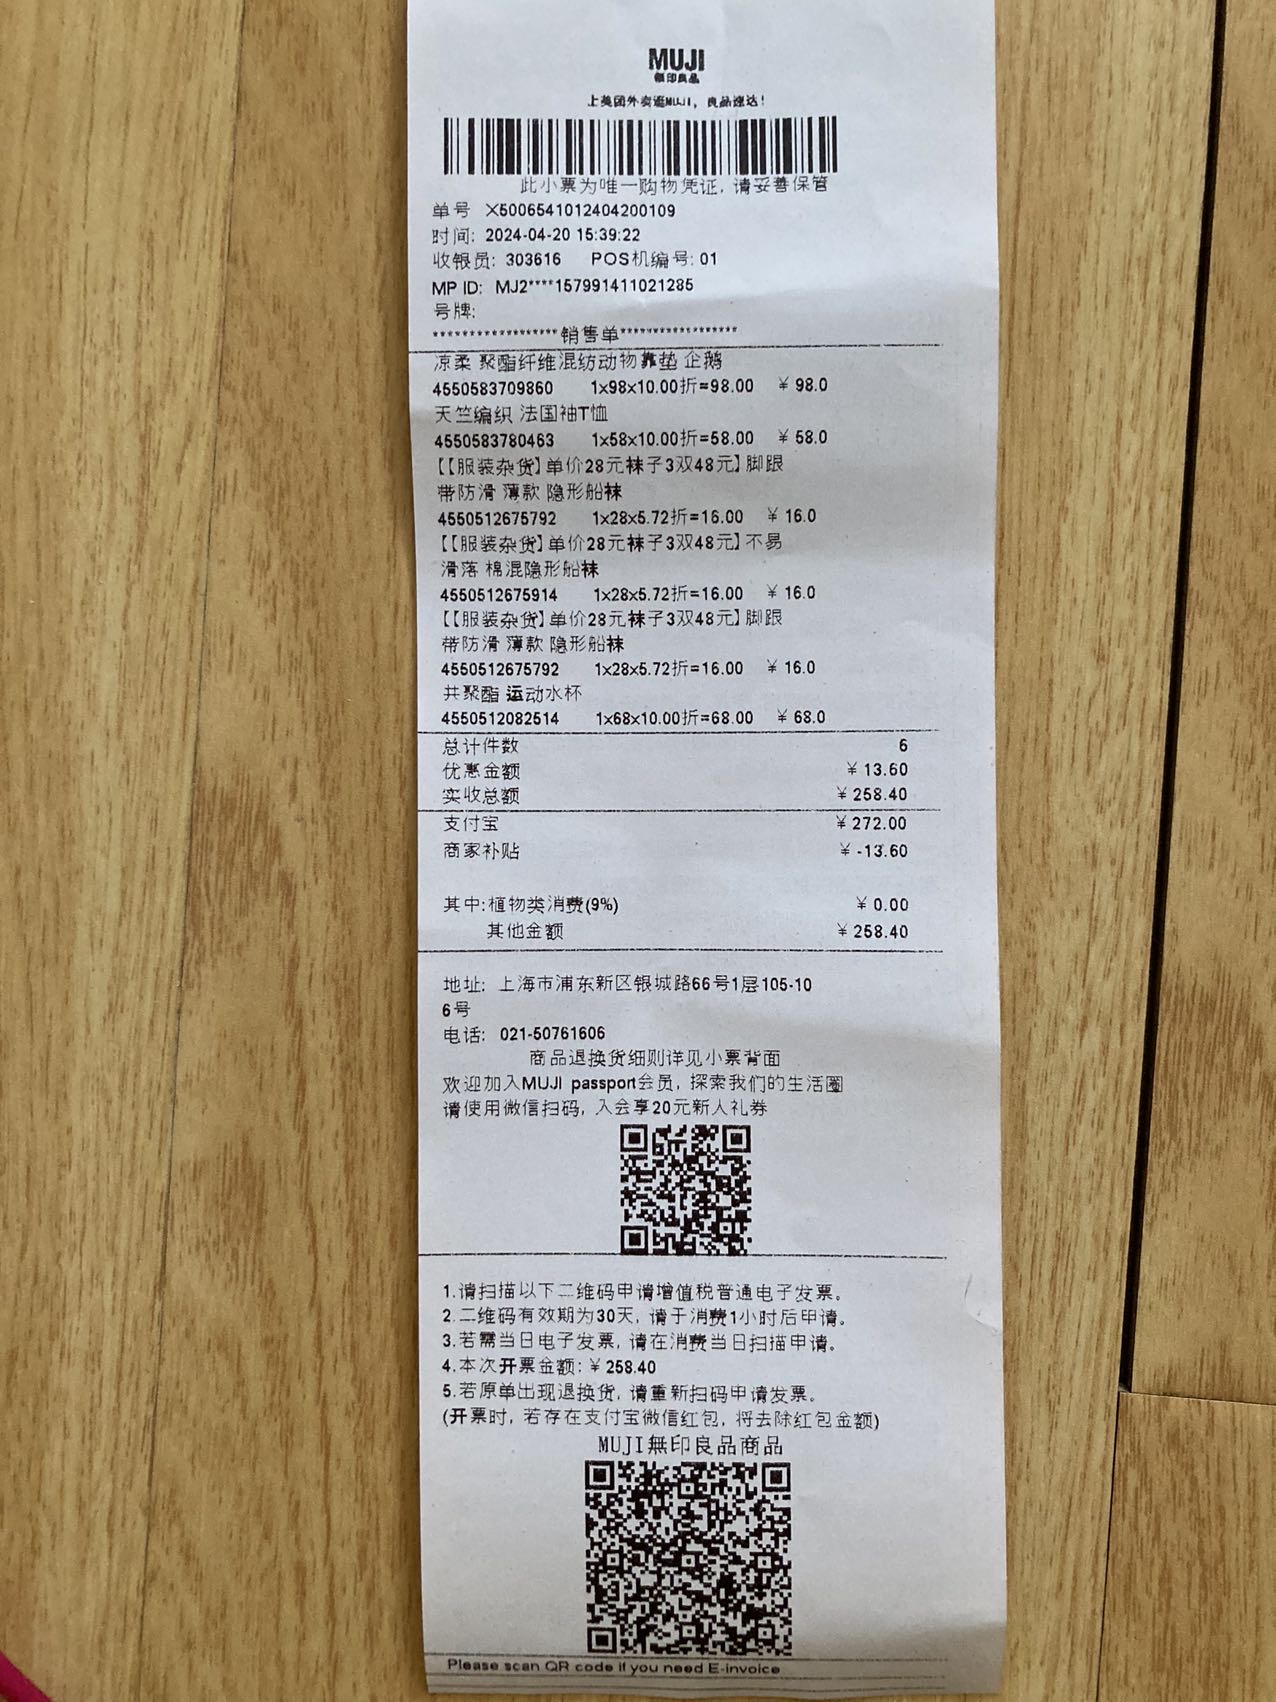 MUJI
無印良品
上美团外卖逛MUJI，良品速达！
此小票为唯一购物凭证，请妥善保管
单号 X5006541012404200109
时间: 2024-04-20 15:39:22
收银员: 303616 POS机编号: 01
MP ID: MJ2****157991411021285
号牌:
******************销售单*****************
凉柔 聚酯纤维混纺动物靠垫 企鹅
4550583709860 1x98x10.00折=98.00 ￥98.0
天竺编织 法国袖T恤
4550583780463 1x58x10.00折=58.00 ￥58.0
【【服装杂货】单价28元袜子3双48元】脚跟
带防滑 薄款 隐形船袜
4550512675792 1x28x5.72折=16.00 ￥16.0
【【服装杂货】单价28元袜子3双48元】不易
滑落 棉混隐形船袜
4550512675914 1x28x5.72折=16.00 ￥16.0
【【服装杂货】单价28元袜子3双48元】脚跟
带防滑 薄款 隐形船袜
4550512675792 1x28x5.72折=16.00 ￥16.0
共聚酯 运动水杯
4550512082514 1x68x10.00折=68.00 ￥68.0
总计件数 6
优惠金额 ￥13.60
实收总额 ￥258.40
支付宝 ￥272.00
商家补贴 ￥-13.60
其中:植物类消费(9%) ￥0.00
其他金额 ￥258.40
地址: 上海市浦东新区银城路66号1层105-10
6号
电话: 021-50761606
商品退换货细则详见小票背面
欢迎加入MUJI passport会员，探索我们的生活圈
请使用微信扫码，入会享20元新人礼券
1.请扫描以下二维码申请增值税普通电子发票。
2.二维码有效期为30天，请于消费1小时后申请。
3.若需当日电子发票，请在消费当日扫描申请。
4.本次开票金额:￥258.40
5.若原单出现退换货，请重新扫码申请发票。
(开票时，若存在支付宝微信红包，将去除红包金额)
MUJI無印良品商品
Please scan QR code if you need E-invoice